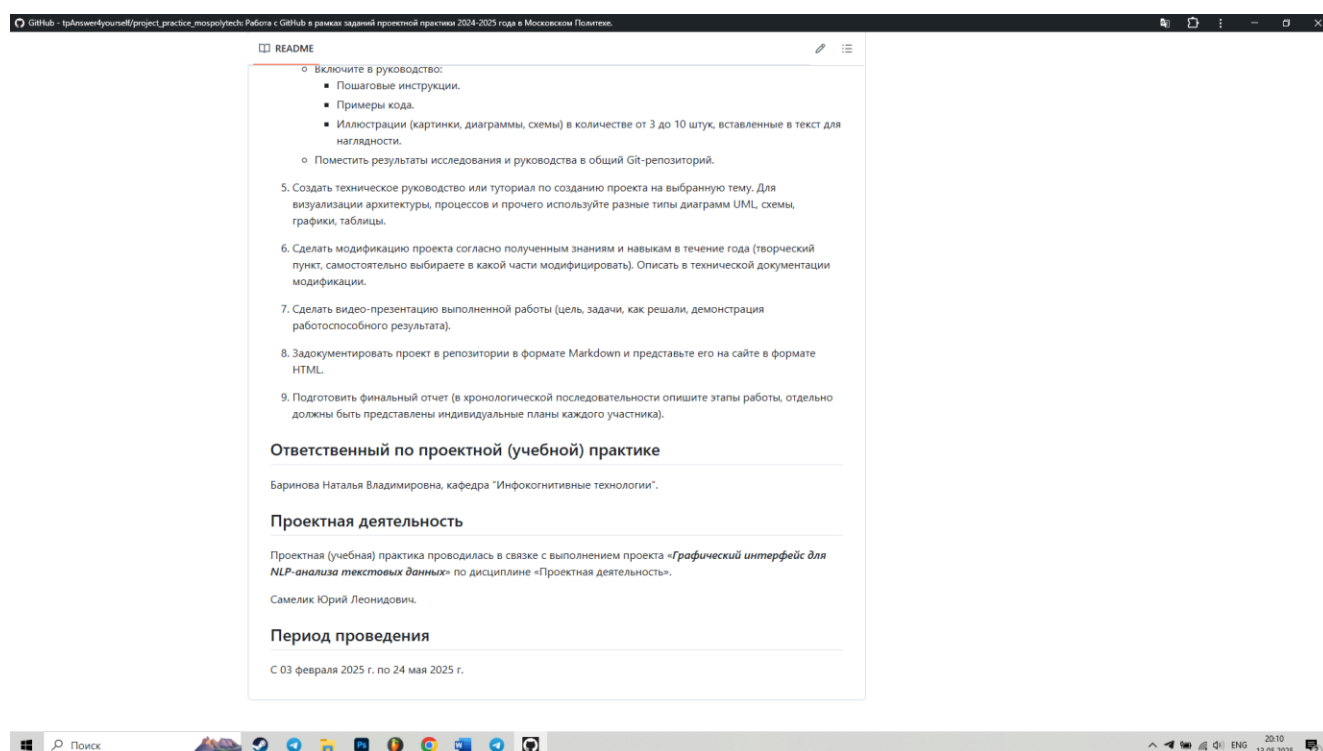 GitHub - tpAnswer4yourself/project_practice_mospolytech: Работа с GitHub в рамках заданий проектной практики 2024-2025 года в Московском Политехе.
README
Включите в руководство:
Пошаговые инструкции.
Примеры кода.
Иллюстрации (картинки, диаграммы, схемы) в количестве от 3 до 10 штук, вставленные в текст для
наглядности.
Поместить результаты исследования и руководства в общий Git-репозиторий.
5. Создать техническое руководство или туториал по созданию проекта на выбранную тему. Для
визуализации архитектуры, процессов и прочего используйте разные типы диаграмм UML, схемы,
графики, таблицы.
6. Сделать модификацию проекта согласно полученным знаниям и навыкам в течение года (творческий
пункт, самостоятельно выбираете в какой части модифицировать). Описать в технической документации
модификации.
7. Сделать видео-презентацию выполненной работы (цель, задачи, как решали, демонстрация
работоспособного результата).
8. Задокументировать проект в репозитории в формате Markdown и представьте его на сайте в формате
HTML.
9. Подготовить финальный отчет (в хронологической последовательности опишите этапы работы, отдельно
должны быть представлены индивидуальные планы каждого участника).
Ответственный по проектной (учебной) практике
Баринова Наталья Владимировна, кафедра "Инфокогнитивные технологии".
Проектная деятельность
Проектная (учебная) практика проводилась в связке с выполнением проекта «Графический интерфейс для
NLP-анализа текстовых данных» по дисциплине «Проектная деятельность».
Самелик Юрий Леонидович.
Период проведения
С 03 февраля 2025 г. по 24 мая 2025 г.
Поиск
Ps
ENG
20:10
13.05.2025